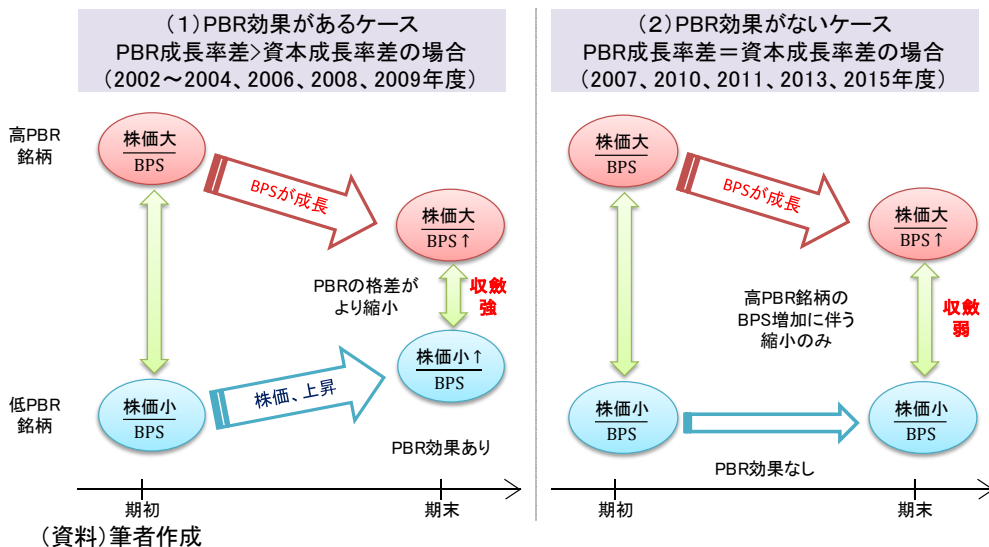 (1)PBR効果があるケース
PBR成長率差>資本成長率差の場合
(2002~2004、2006、2008、2009年度)
高PBR
銘柄
株価大
BPS
BPSが成長
株価大
BPS↑
PBRの格差が
より縮小
収斂
強
株価小↑
BPS
低PBR
銘柄
株価小
BPS
株価、上昇
PBR効果あり
期初
期末
(2)PBR効果がないケース
PBR成長率差=資本成長率差の場合
(2007、2010、2011、2013、2015年度)
株価大
BPS
BPSが成長
株価大
BPS↑
高PBR銘柄の
BPS増加に伴う
縮小のみ
収斂
弱
株価小
BPS
株価小
BPS
PBR効果なし
期初
期末
(資料)筆者作成